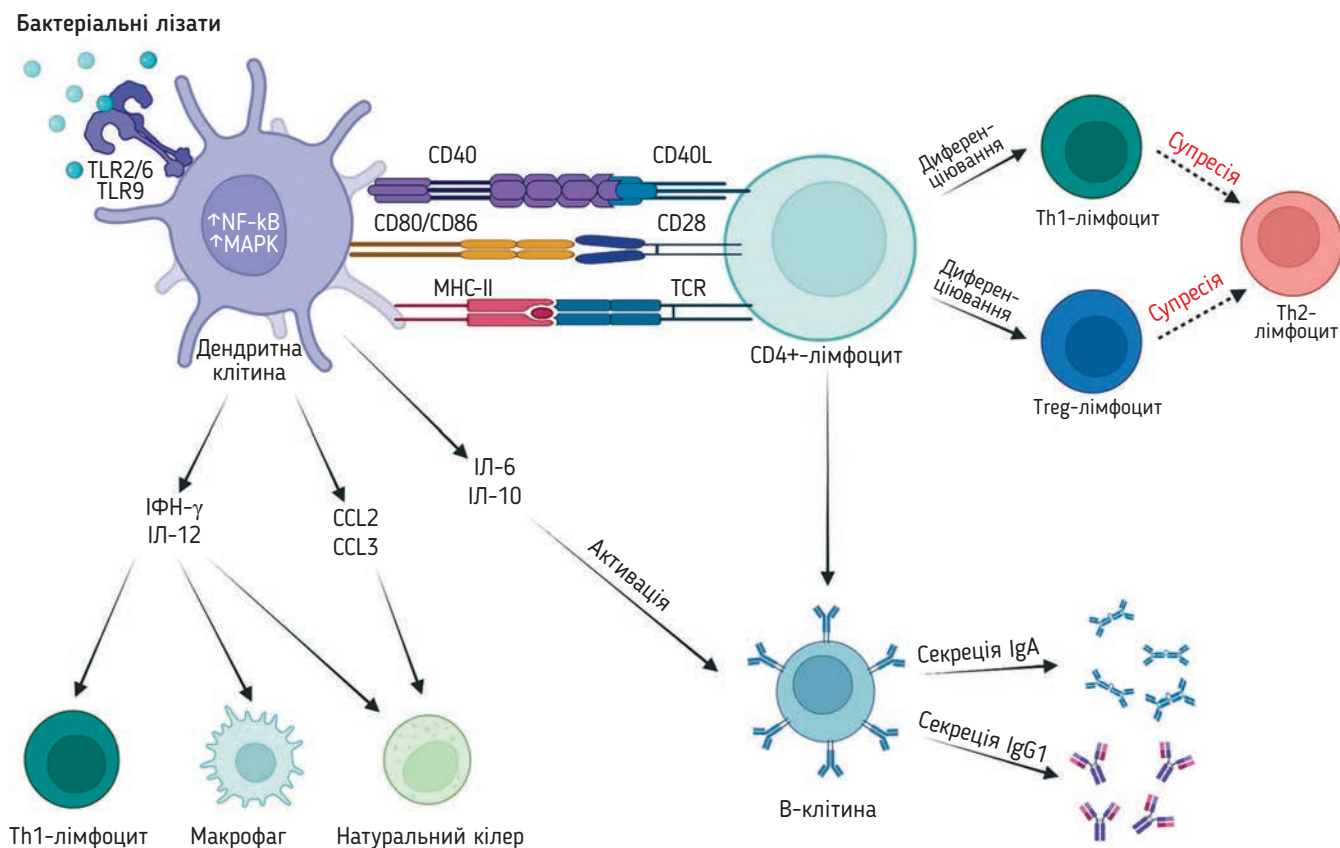 Бактеріальні лізати
TLR2/6
TLR9
↑NF-kB
↑MAPK
Дендритна
клітина
CD40
CD40L
CD80/CD86
CD28
MHC-II
TCR
CD4+-лімфоцит
Диферен-
ціювання
Th1-лімфоцит
Супресія
Диферен-
ціювання
Treg-лімфоцит
Супресія
Th2-
лімфоцит
ІФН-γ
ІЛ-12
CCL2
CCL3
ІЛ-6
ІЛ-10
Активація
Th1-лімфоцит
Макрофаг
Натуральний кілер
В-клітина
Секреція IgA
Секреція IgG1